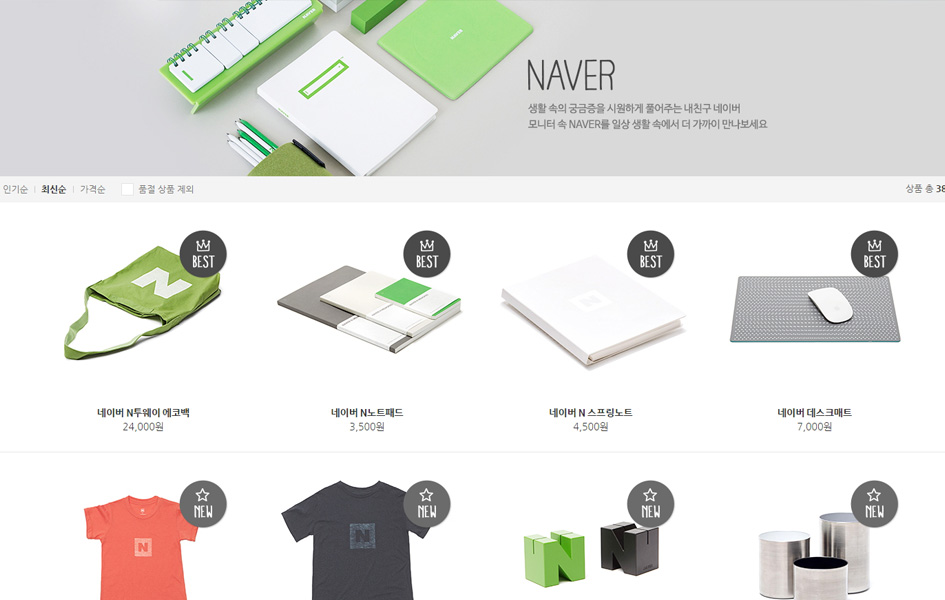 NAVER
생활 속의 궁금증을 시원하게 풀어주는 내친구 네이버
모니터 속 NAVER를 일상 생활 속에서 더 가까이 만나보세요
인기순 | 최신순 | 가격순 품절 상품 제외 상품 총 38
BEST BEST BEST BEST
N
N
네이버 N투웨이 에코백 네이버 N노트패드 네이버 N 스프링노트 네이버 데스크매트
24,000원 3,500원 4,500원 7,000원
NEW NEW NEW NEW
N N N N